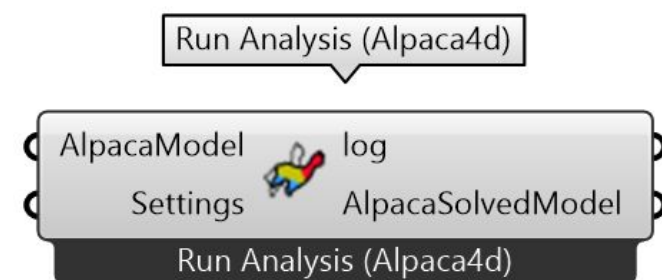 Run Analysis (Alpaca4d)
AlpacaModel log
Settings AlpacaSolvedModel
Run Analysis (Alpaca4d)